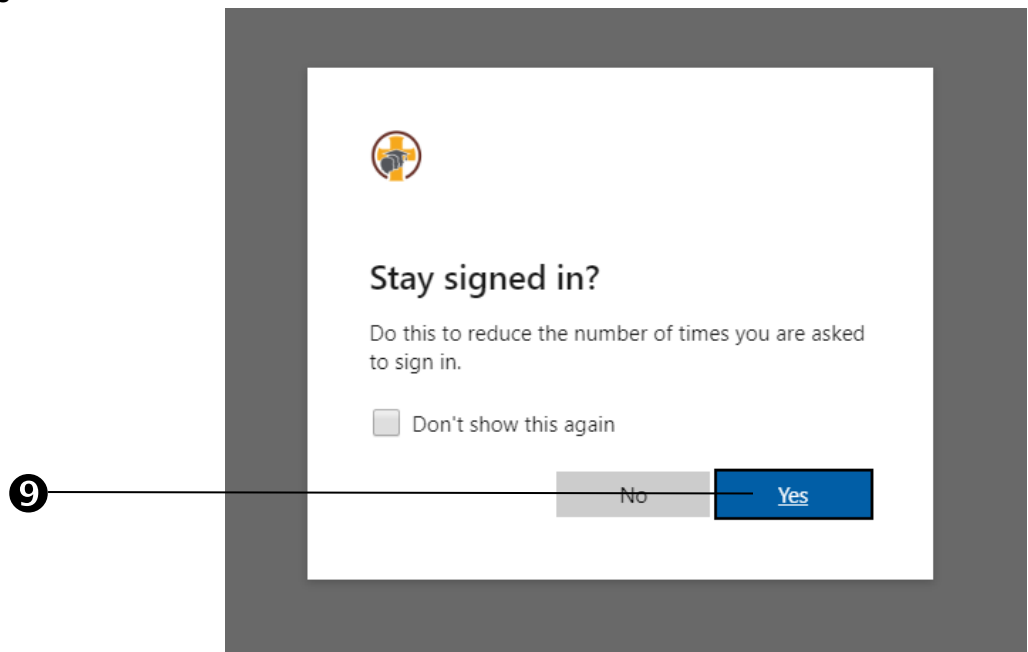 Stay signed in?
Do this to reduce the number of times you are asked
to sign in.
Don't show this again
9 No Yes